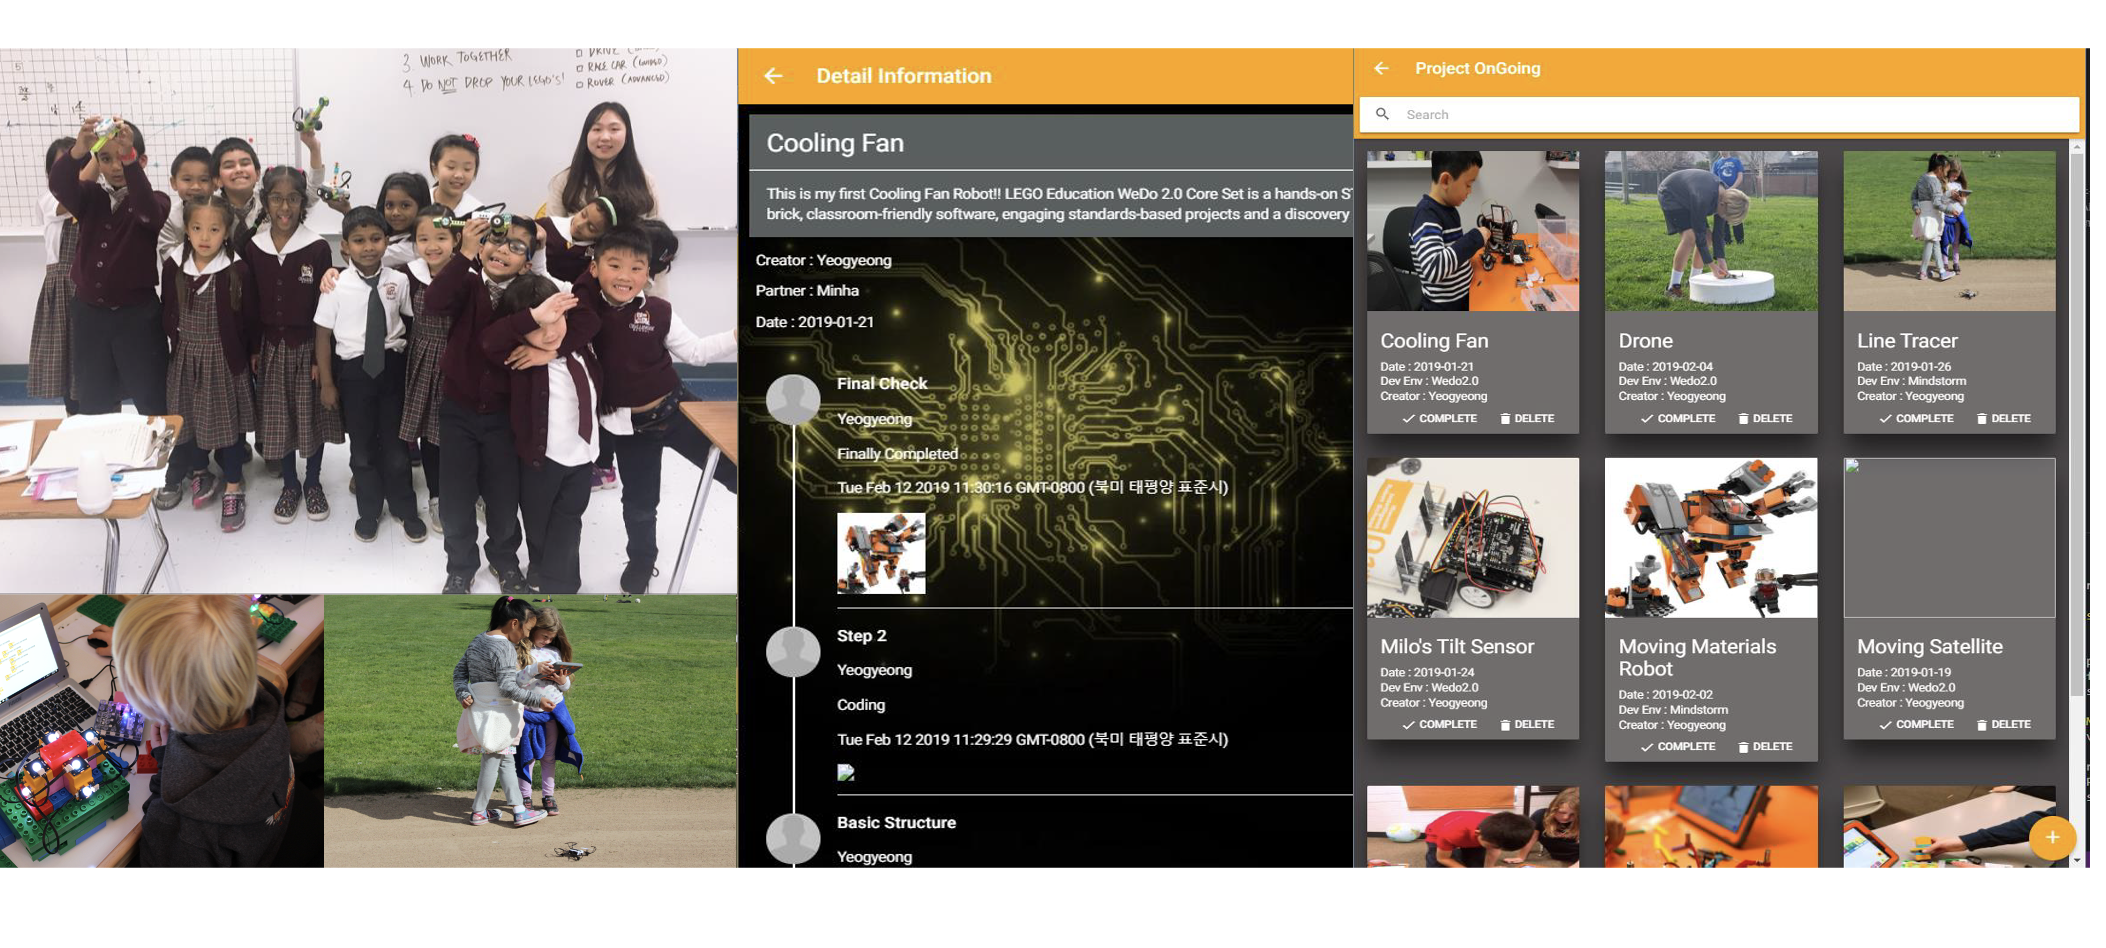 3. WORK TOGETHER
4. DO NOT DROP YOUR LEGO'S!
□ RACE CAR (GUIDED)
□ ROVER (ADVANCED)
Detail Information
Cooling Fan
This is my first Cooling Fan Robot!! LEGO Education WeDo 2.0 Core Set is a hands-on ST
brick, classroom-friendly software, engaging standards-based projects and a discovery
Creator : Yeogyeong
Partner : Minha
Date : 2019-01-21
Final Check
Yeogyeong
Finally Completed
Tue Feb 12 2019 11:30:16 GMT-0800 (북미 태평양 표준시)
Step 2
Yeogyeong
Coding
Tue Feb 12 2019 11:29:29 GMT-0800 (북미 태평양 표준시)
Basic Structure
Yeogyeong
Project OnGoing
Search
Cooling Fan
Date : 2019-01-21
Dev Env : Wedo2.0
Creator : Yeogyeong
COMPLETE DELETE
Drone
Date : 2019-02-04
Dev Env : Wedo2.0
Creator : Yeogyeong
COMPLETE DELETE
Line Tracer
Date : 2019-01-26
Dev Env : Mindstorm
Creator : Yeogyeong
COMPLETE DELETE
Milo's Tilt Sensor
Date : 2019-01-24
Dev Env : Wedo2.0
Creator : Yeogyeong
COMPLETE DELETE
Moving Materials
Robot
Date : 2019-02-02
Dev Env : Mindstorm
Creator : Yeogyeong
COMPLETE DELETE
Moving Satellite
Date : 2019-01-19
Dev Env : Wedo2.0
Creator : Yeogyeong
COMPLETE DELETE